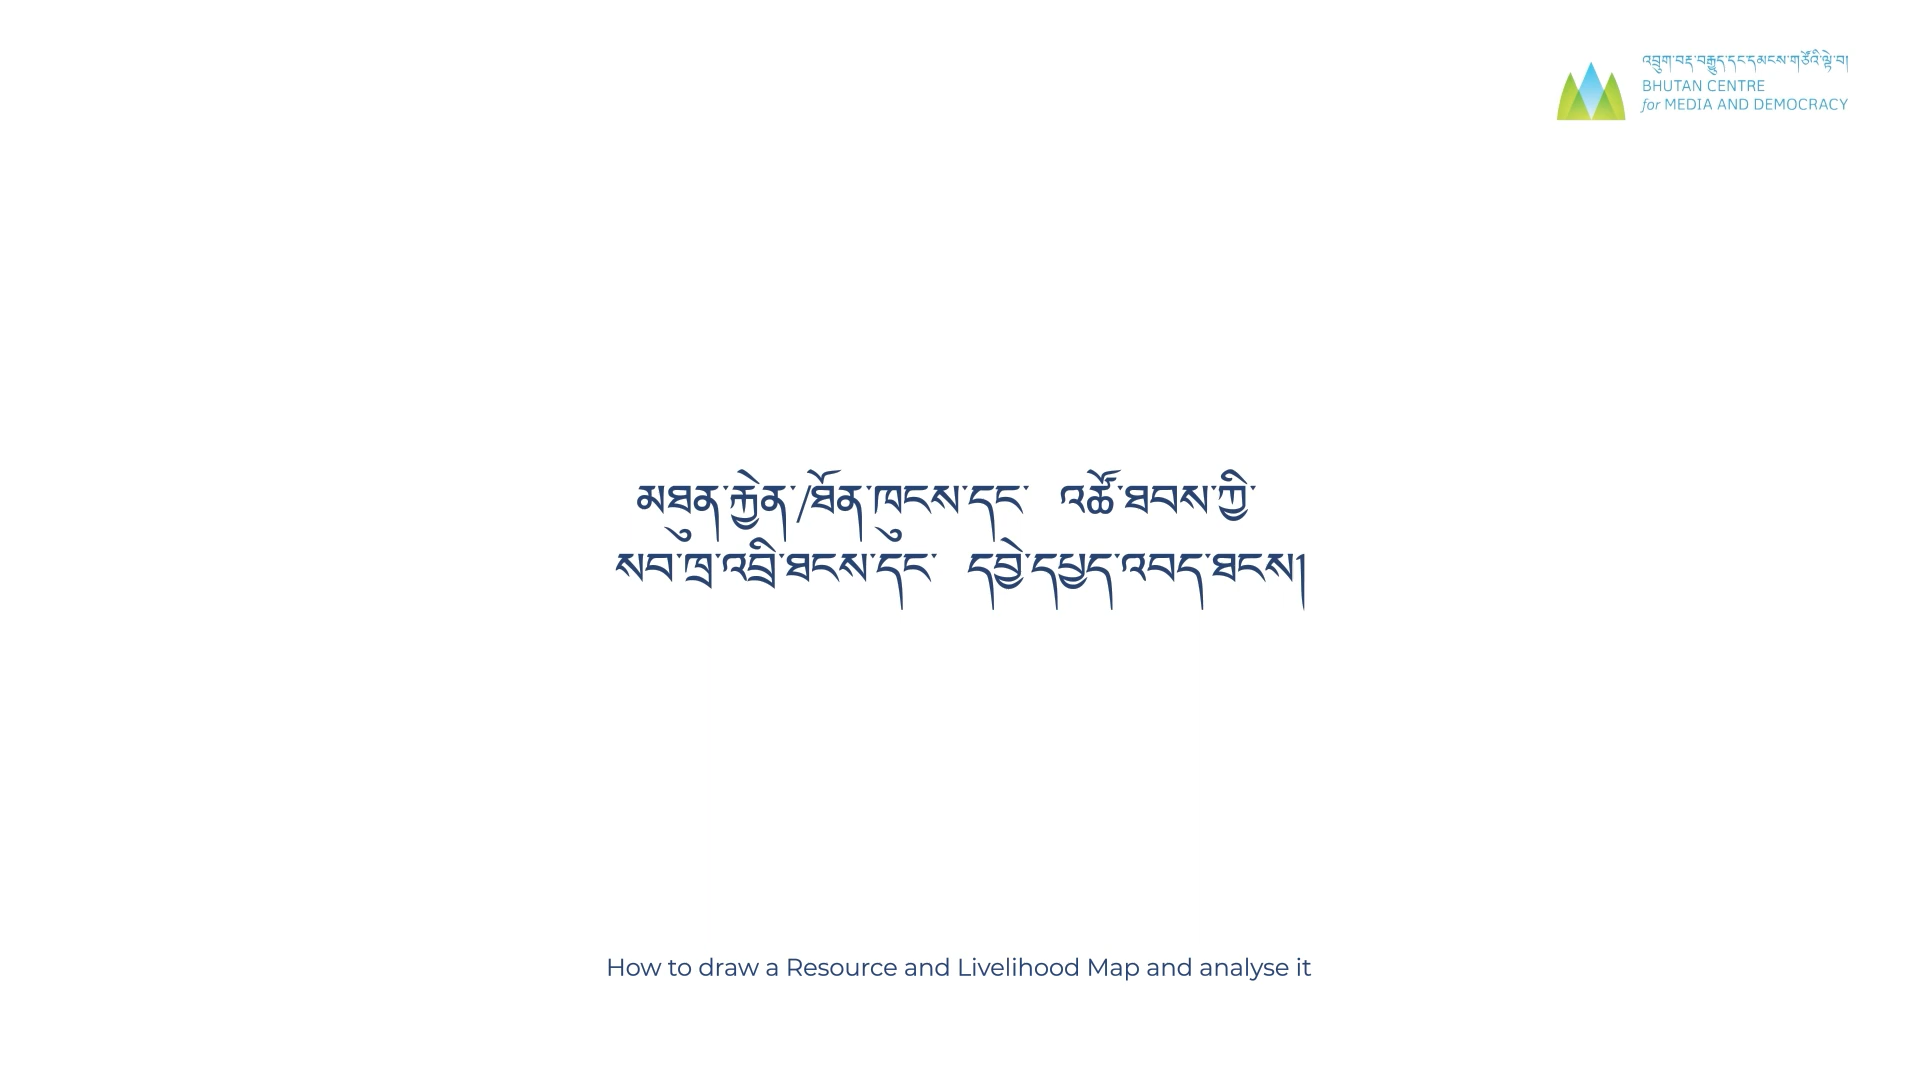 འབྲུག་བརྡ་བརྒྱུད་དང་དམངས་གཙོའི་ལྟེ་བ།
BHUTAN CENTRE
for MEDIA AND DEMOCRACY
མཐུན་རྐྱེན་/ཐོན་ཁུངས་དང་ འཚོ་ཐབས་ཀྱི་
སབ་ཁྲ་འབྲི་ཐངས་དང་ དབྱེ་དཔྱད་འབད་ཐངས།
How to draw a Resource and Livelihood Map and analyse it